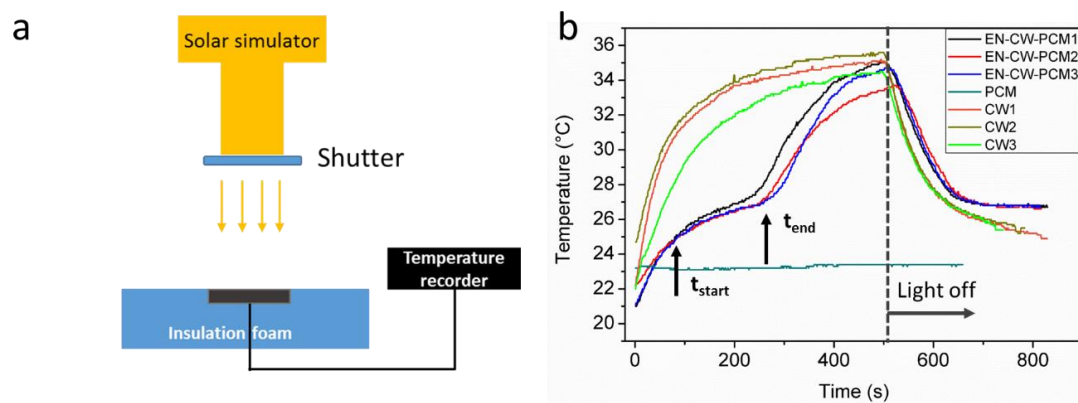 a
Solar simulator
Shutter
Temperature
recorder
Insulation foam
b
Temperature (°C)
36
34
32
30
28
26
24
22
20
EN-CW-PCM1
EN-CW-PCM2
EN-CW-PCM3
PCM
CW1
CW2
CW3
t_start
t_end
Light off
0
200
400
600
800
Time (s)